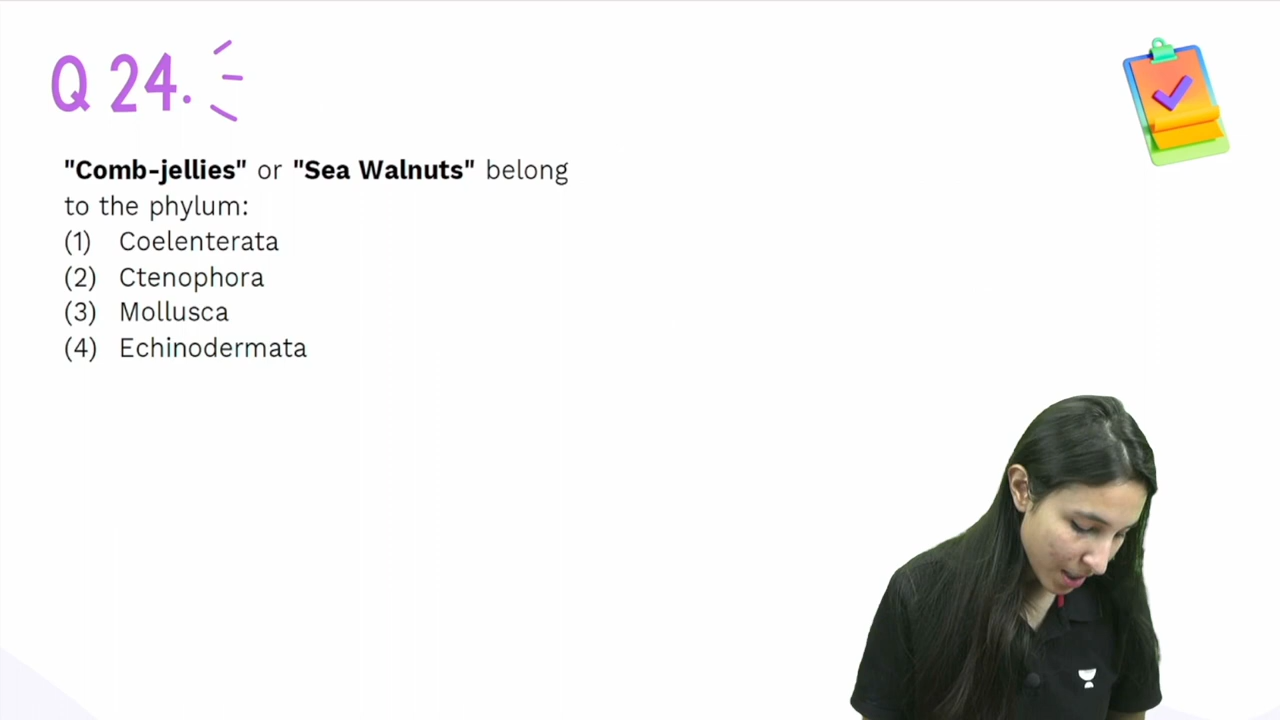 Q 24.
"Comb-jellies" or "Sea Walnuts" belong
to the phylum:
(1) Coelenterata
(2) Ctenophora
(3) Mollusca
(4) Echinodermata